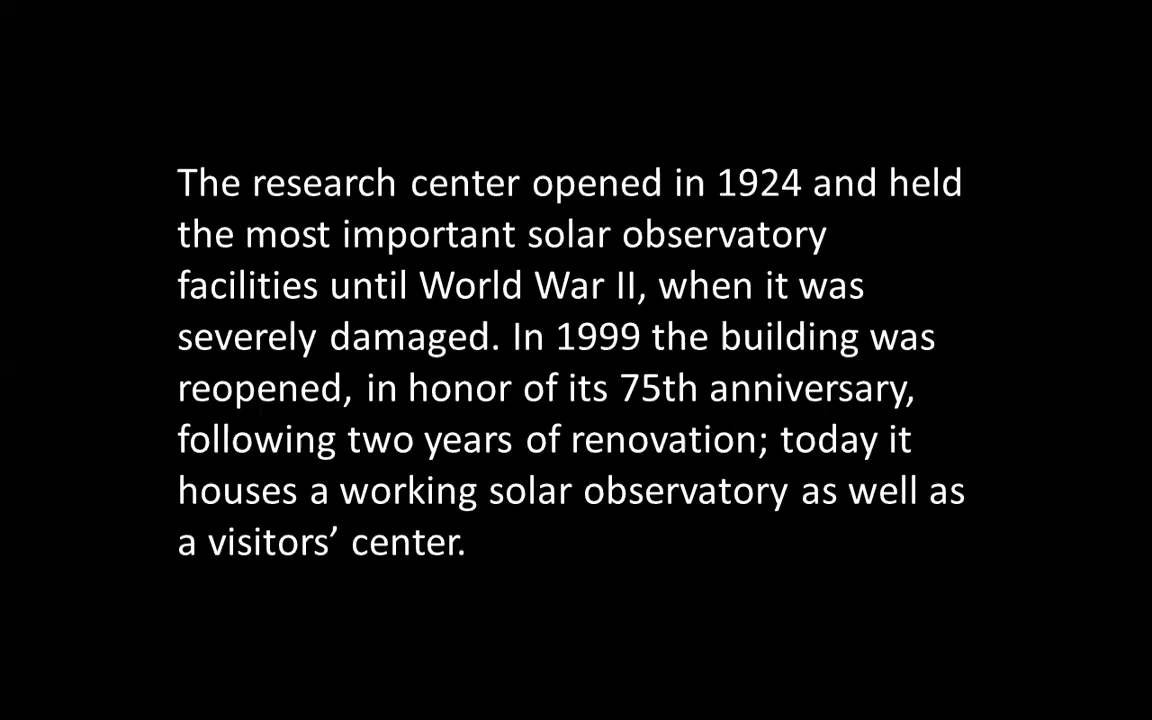 The research center opened in 1924 and held
the most important solar observatory
facilities until World War II, when it was
severely damaged. In 1999 the building was
reopened, in honor of its 75th anniversary,
following two years of renovation; today it
houses a working solar observatory as well as
a visitors’ center.